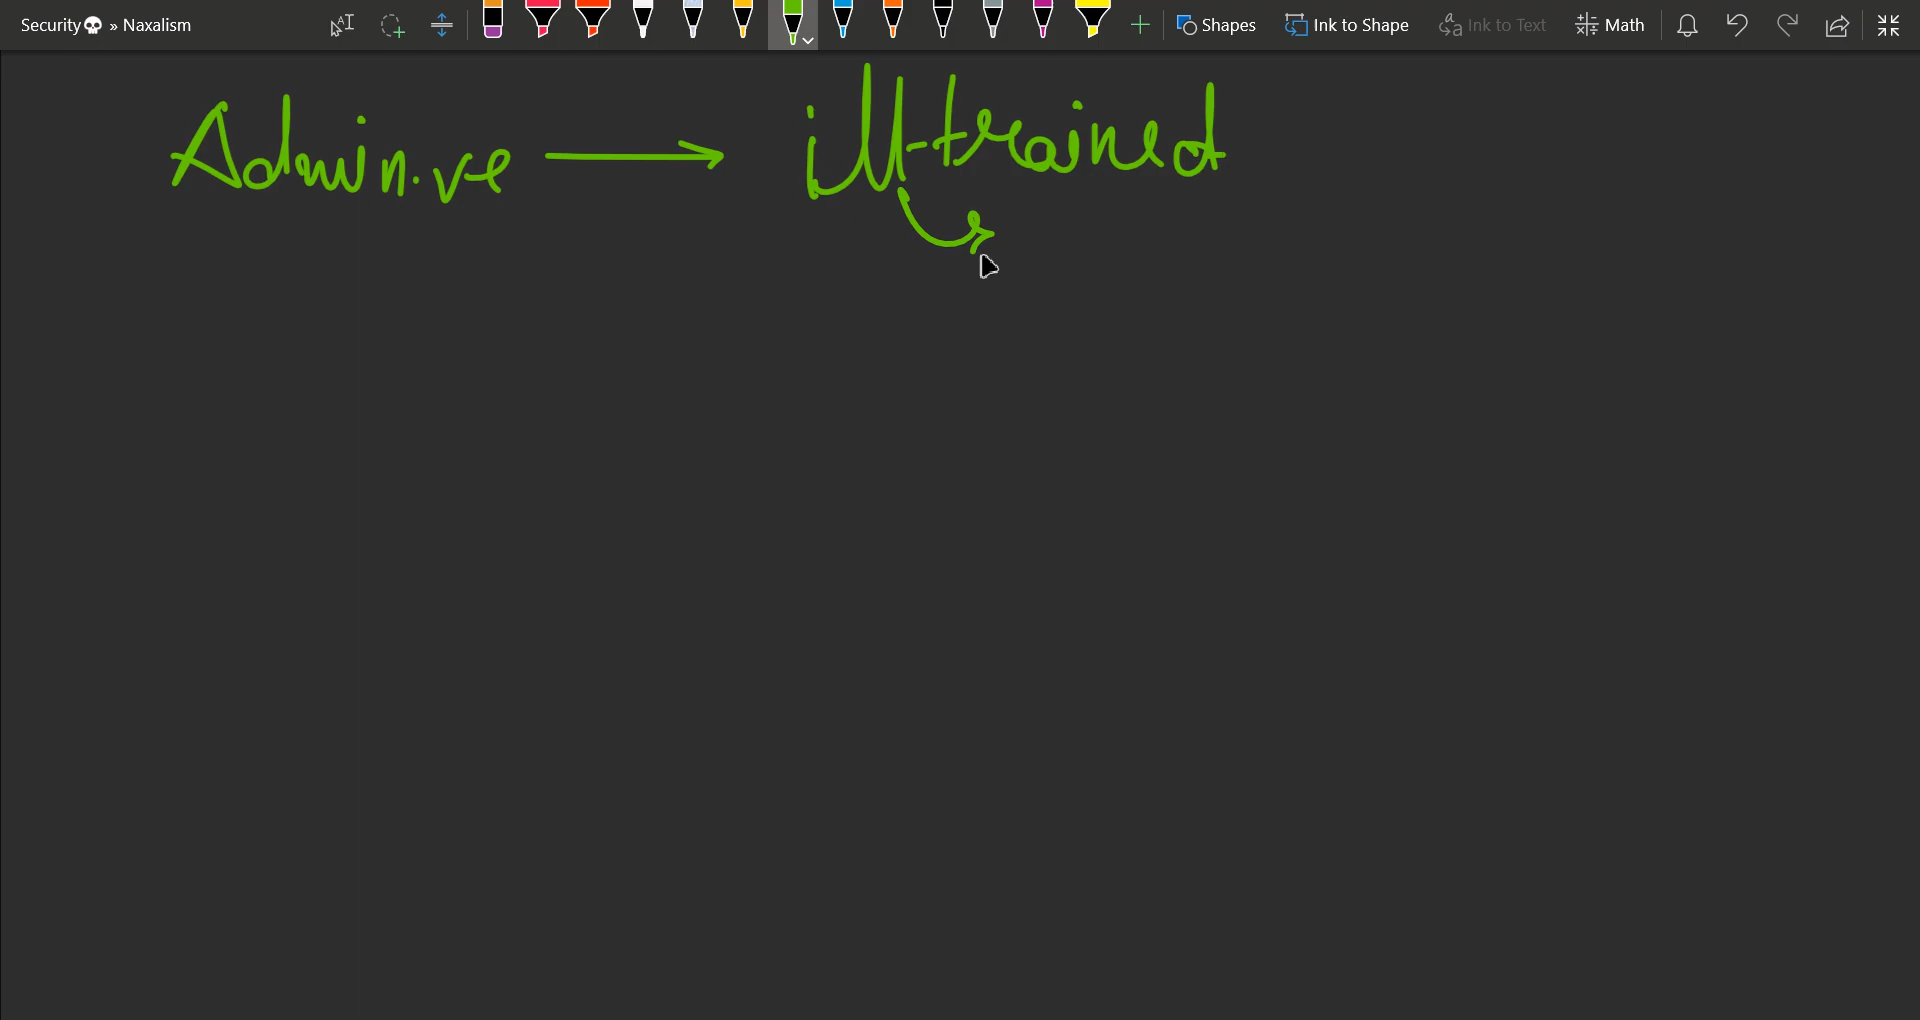 Security💀 » Naxalism
Shapes
Ink to Shape
Ink to Text
Math
Admin.ve → ill-trained